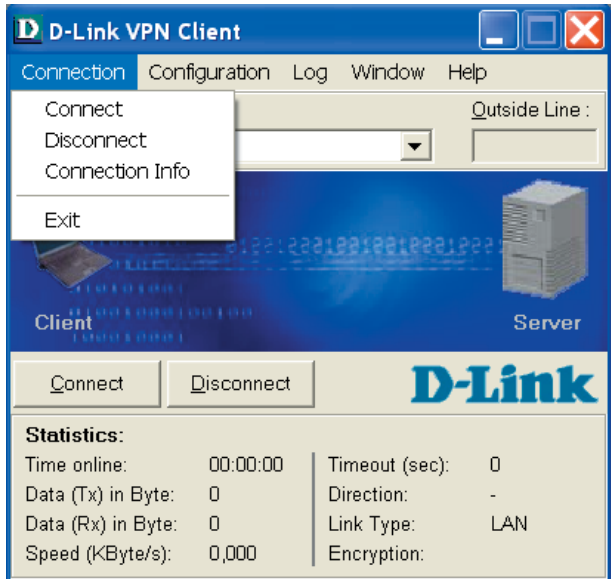 D D-Link VPN Client
Connection Configuration Log Window Help
Connect
Disconnect
Connection Info
Exit
Outside Line :
Client
Server
Connect Disconnect D-Link
Statistics:
Time online: 00:00:00 Timeout (sec): 0
Data (Tx) in Byte: 0 Direction: -
Data (Rx) in Byte: 0 Link Type: LAN
Speed (KByte/s): 0,000 Encryption: